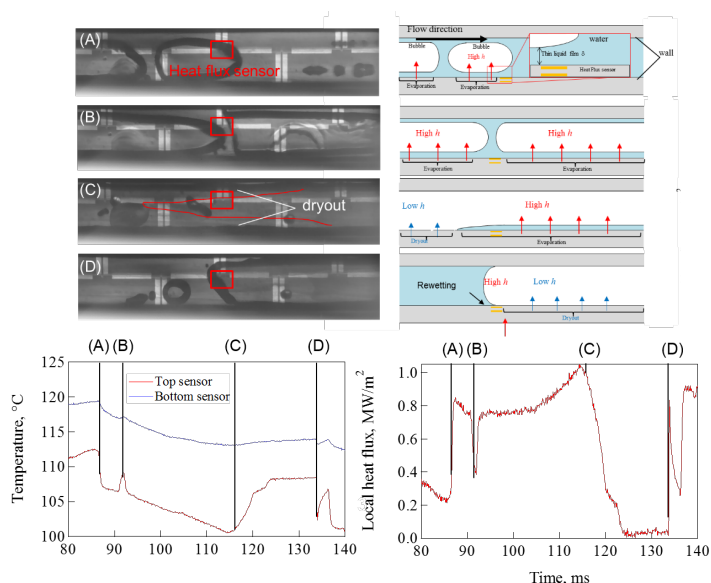 (A)
Heat flux sensor
(B)
(C)
dryout
(D)
Flow direction
Bubble
Bubble
High h
Evaporation
Evaporation
water
Thin liquid film δ
Heat Flux sensor
wall
High h
High h
Evaporation
Evaporation
Low h
High h
Dryout
Evaporation
Rewetting
High h
Low h
Dryout
(A) (B) (C) (D)
Temperature, °C
125
120
115
110
105
100
Top sensor
Bottom sensor
80 90 100 110 120 130 140
(A) (B) (C) (D)
Local heat flux, MW/m²
1.0
0.8
0.6
0.4
0.2
0.0
80 90 100 110 120 130 140
Time, ms